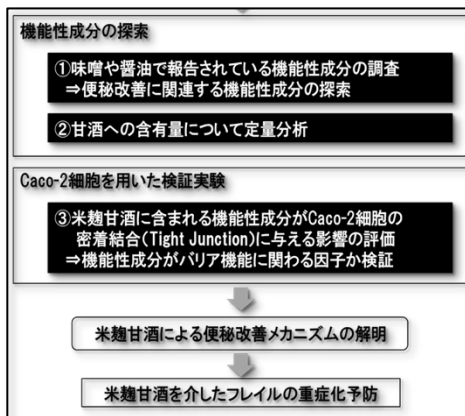 機能性成分の探索
①味噌や醤油で報告されている機能性成分の調査
⇒便秘改善に関連する機能性成分の探索
②甘酒への含有量について定量分析
Caco-2細胞を用いた検証実験
③米麹甘酒に含まれる機能性成分がCaco-2細胞の
密着結合(Tight Junction)に与える影響の評価
⇒機能性成分がバリア機能に関わる因子か検証
米麹甘酒による便秘改善メカニズムの解明
米麹甘酒を介したフレイルの重症化予防